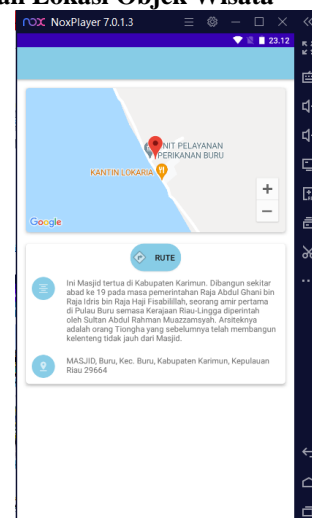 Lokasi Objek Wisata
NOX NoxPlayer 7.0.1.3
23.12
NIT PELAYANAN
PERIKANAN BURU
KANTIN LOKARIA
+
−
Google
RUTE
Ini Masjid tertua di Kabupaten Karimun. Dibangun sekitar
abad ke 19 pada masa pemerintahan Raja Abdul Ghani bin
Raja Idris bin Raja Haji Fisabilillah, seorang amir pertama
di Pulau Buru semasa Kerajaan Riau-Lingga diperintah
oleh Sultan Abdul Rahman Muazzamsyah. Arsiteknya
adalah orang Tiongha yang sebelumnya telah membangun
kelenteng tidak jauh dari Masjid.
MASJID, Buru, Kec. Buru, Kabupaten Karimun, Kepulauan
Riau 29664